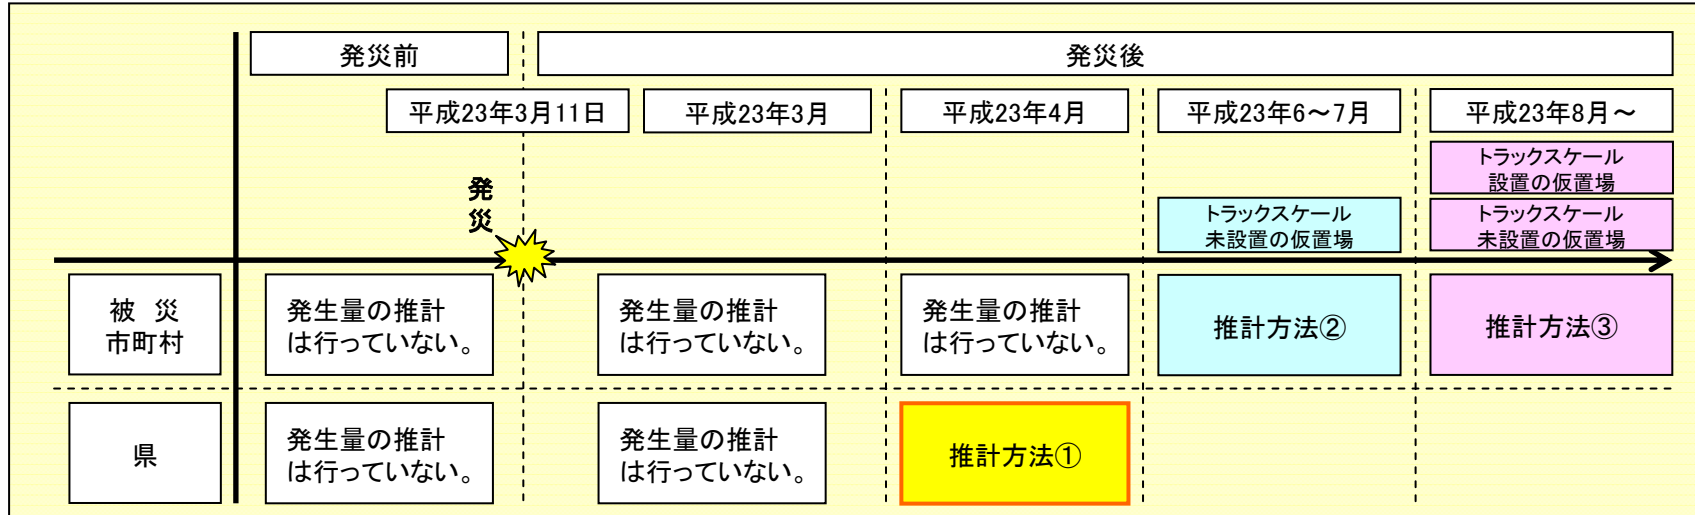 発災前
発災後
平成23年3月11日
平成23年3月
平成23年4月
平成23年6～7月
平成23年8月～
トラックスケール
設置の仮置場
発
災
トラックスケール
未設置の仮置場
トラックスケール
未設置の仮置場
被 災
市町村
発生量の推計
は行っていない。
発生量の推計
は行っていない。
発生量の推計
は行っていない。
推計方法②
推計方法③
県
発生量の推計
は行っていない。
発生量の推計
は行っていない。
推計方法①